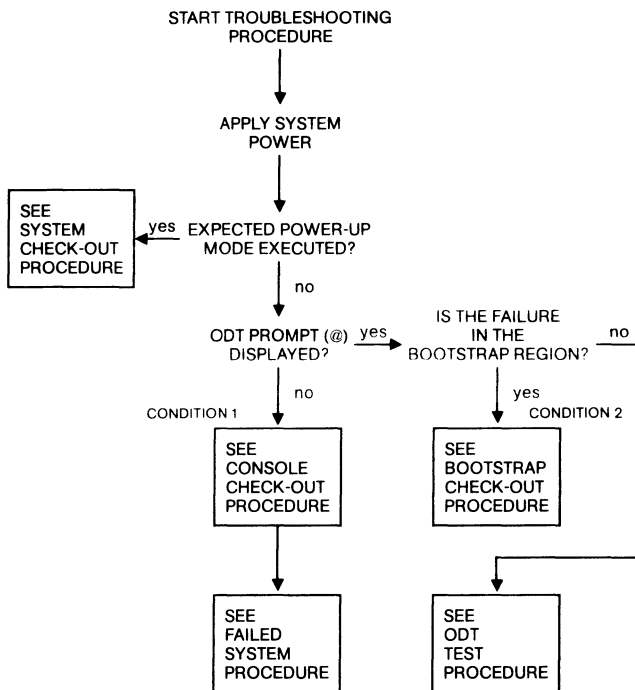 START TROUBLESHOOTING
PROCEDURE
APPLY SYSTEM
POWER
SEE
SYSTEM
CHECK-OUT
PROCEDURE
yes
EXPECTED POWER-UP
MODE EXECUTED?
no
ODT PROMPT (@)
DISPLAYED?
yes
IS THE FAILURE
IN THE
BOOTSTRAP REGION?
no
no
yes
CONDITION 1
CONDITION 2
SEE
CONSOLE
CHECK-OUT
PROCEDURE
SEE
BOOTSTRAP
CHECK-OUT
PROCEDURE
SEE
FAILED
SYSTEM
PROCEDURE
SEE
ODT
TEST
PROCEDURE